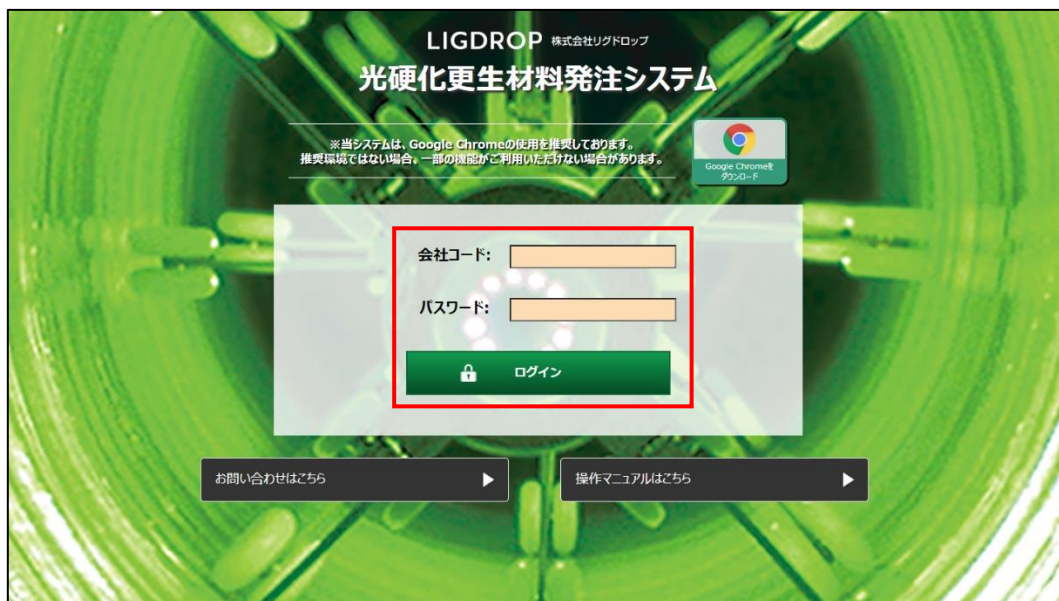 LIGDROP 株式会社リグドロップ
光硬化更生材料発注システム
※当システムは、Google Chromeの使用を推奨しております。
推奨環境ではない場合、一部の機能がご利用いただけない場合があります。
Google Chromeを
ダウンロード
会社コード:
パスワード:
ログイン
お問い合わせはこちら
操作マニュアルはこちら